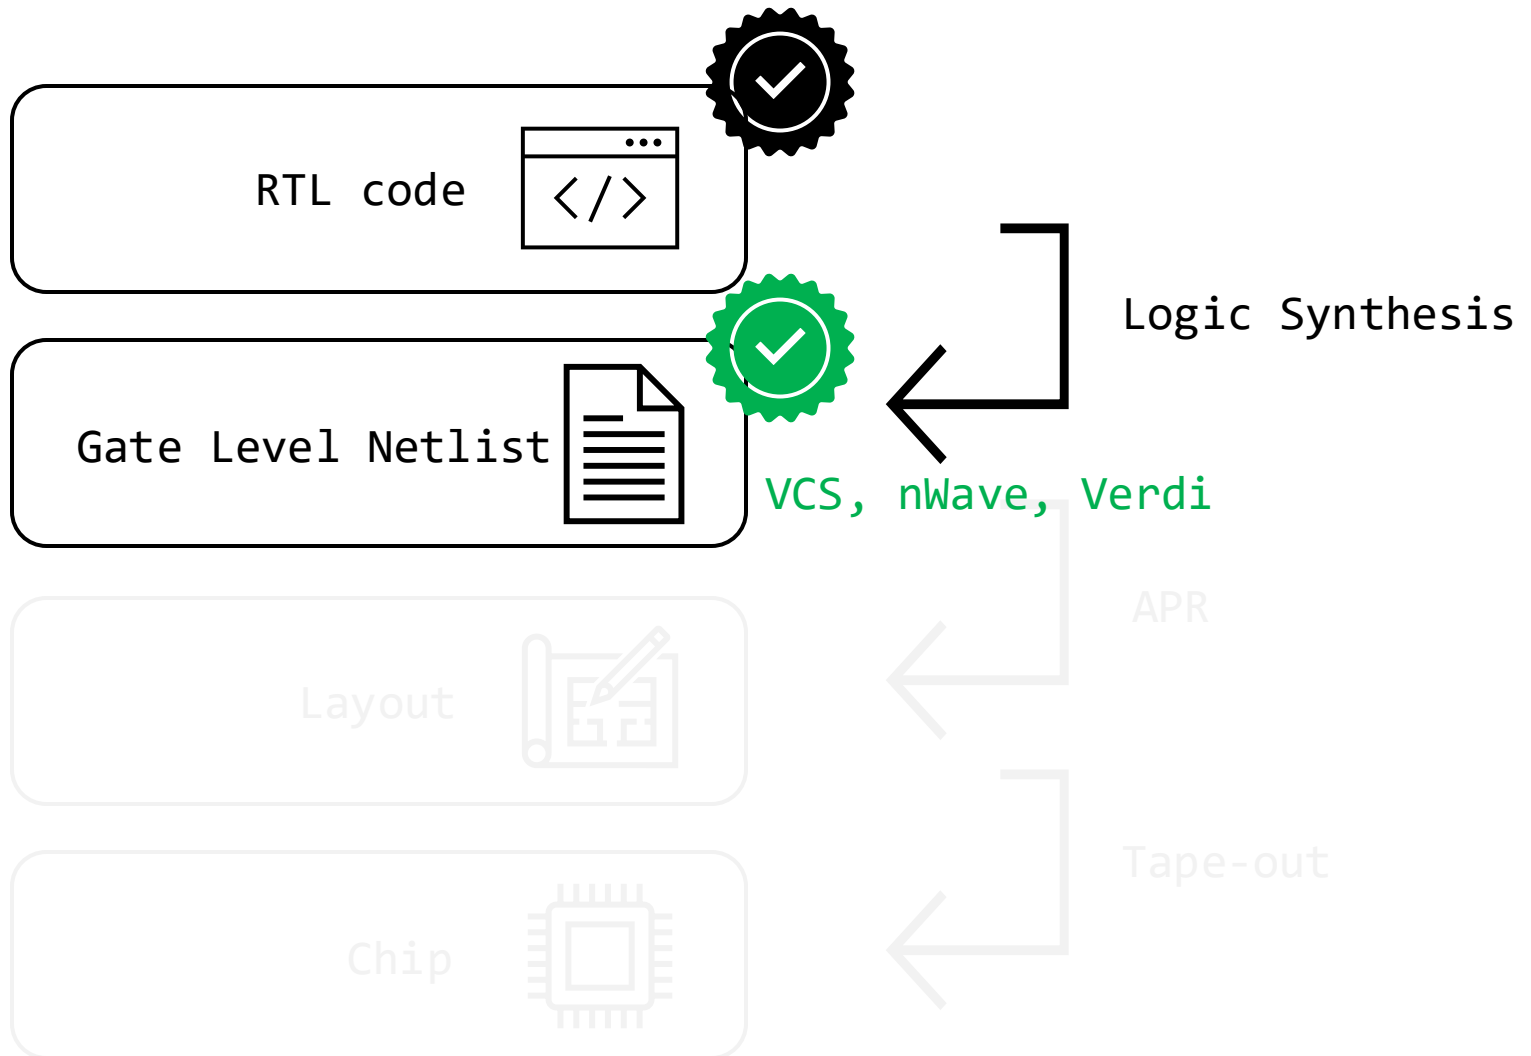 RTL code
Logic Synthesis
Gate Level Netlist
VCS, nWave, Verdi
APR
Layout
Tape-out
Chip